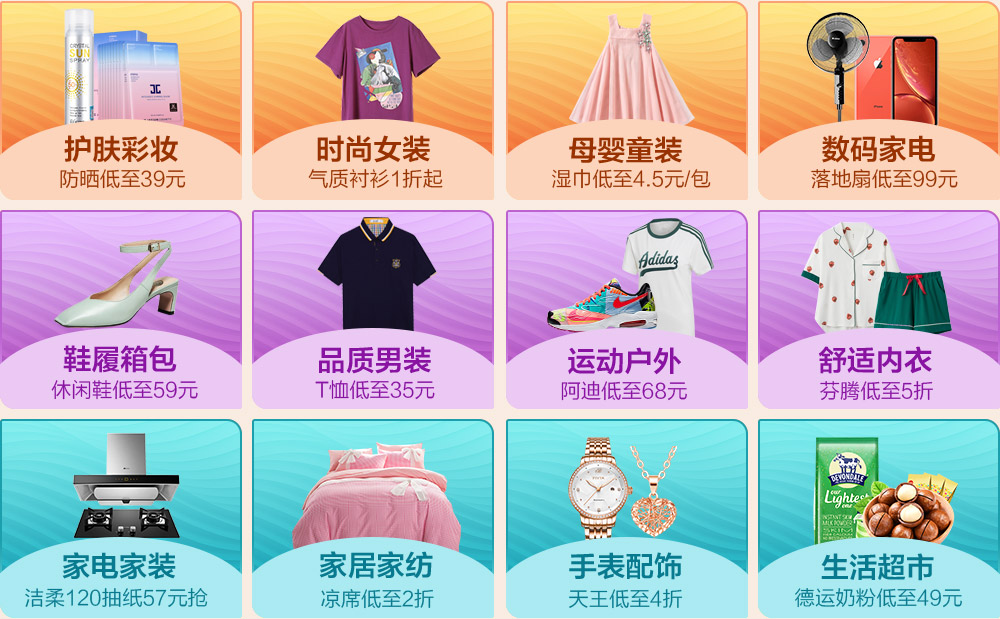 CRYSTAL
SUN
SPRAY
护肤彩妆
防晒低至39元
时尚女装
气质衬衫1折起
母婴童装
湿巾低至4.5元/包
数码家电
落地扇低至99元
鞋履箱包
休闲鞋低至59元
品质男装
T恤低至35元
Adidas
运动户外
阿迪低至68元
舒适内衣
芬腾低至5折
家电家装
洁柔120抽纸57元抢
家居家纺
凉席低至2折
手表配饰
天王低至4折
DEVONDALE
our
Lightest
one
INSTANT SKIM
MILK POWDER
生活超市
德运奶粉低至49元